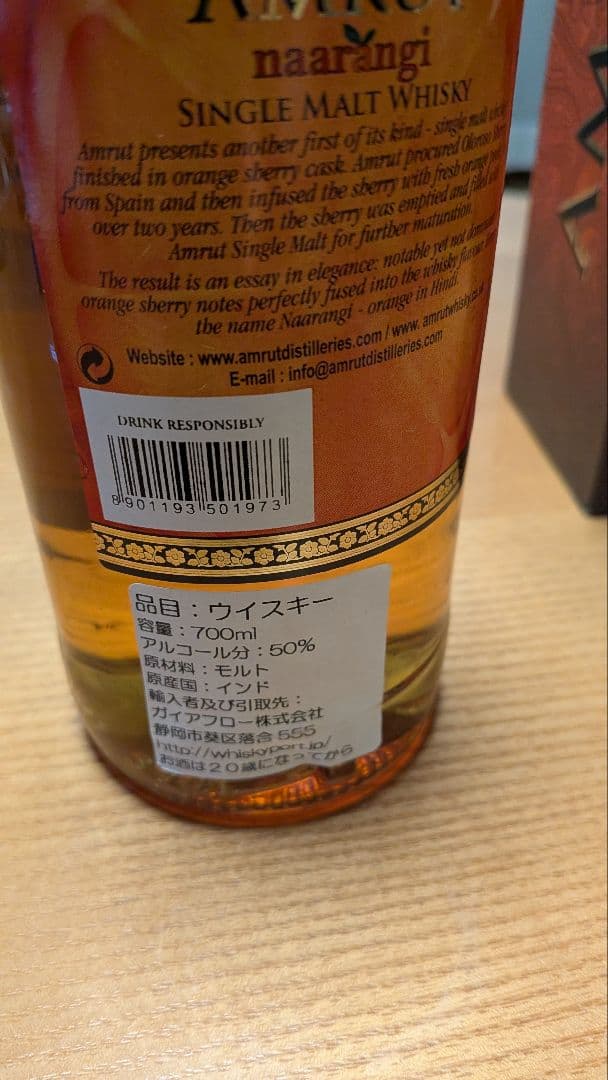 AMRUT
naarangi
SINGLE MALT WHISKY
Amrut presents another first of its kind - single malt whisky
finished in orange sherry cask. Amrut procured Oloroso
from Spain and then infused the sherry with fresh orange
over two years. Then the sherry was emptied and filled
Amrut Single Malt for further maturation.
The result is an essay in elegance: notable yet not
orange sherry notes perfectly fused into the whisky flavour
the name Naarangi - orange in Hindi.
Website : www.amrutdistilleries.com / www. amrutwhisky.co.uk
E-mail : info@amrutdistilleries.com
DRINK RESPONSIBLY
8 901193 501973
品目：ウイスキー
容量：700ml
アルコール分：50%
原材料：モルト
原産国：インド
輸入者及び引取先：
ガイアフロー株式会社
静岡市葵区落合 555
http://whiskyport.jp/
お酒は20歳になってから